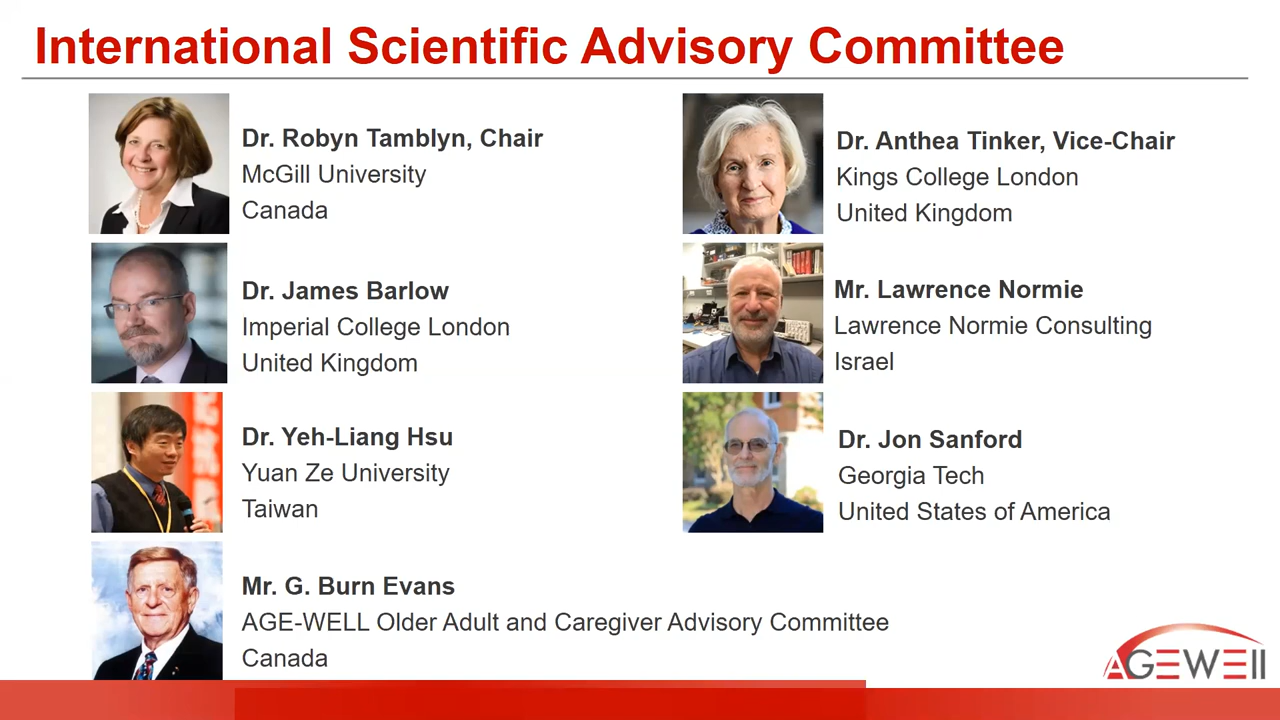 International Scientific Advisory Committee
Dr. Robyn Tamblyn, Chair
McGill University
Canada
Dr. Anthea Tinker, Vice-Chair
Kings College London
United Kingdom
Dr. James Barlow
Imperial College London
United Kingdom
Mr. Lawrence Normie
Lawrence Normie Consulting
Israel
Dr. Yeh-Liang Hsu
Yuan Ze University
Taiwan
Dr. Jon Sanford
Georgia Tech
United States of America
Mr. G. Burn Evans
AGE-WELL Older Adult and Caregiver Advisory Committee
Canada
AGEWELL